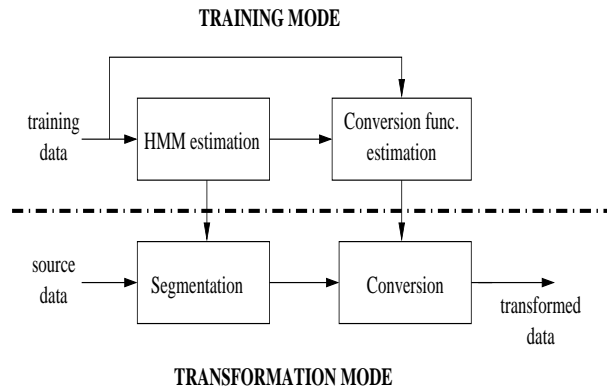 TRAINING MODE
training
data
HMM estimation
Conversion func.
estimation
source
data
Segmentation
Conversion
transformed
data
TRANSFORMATION MODE